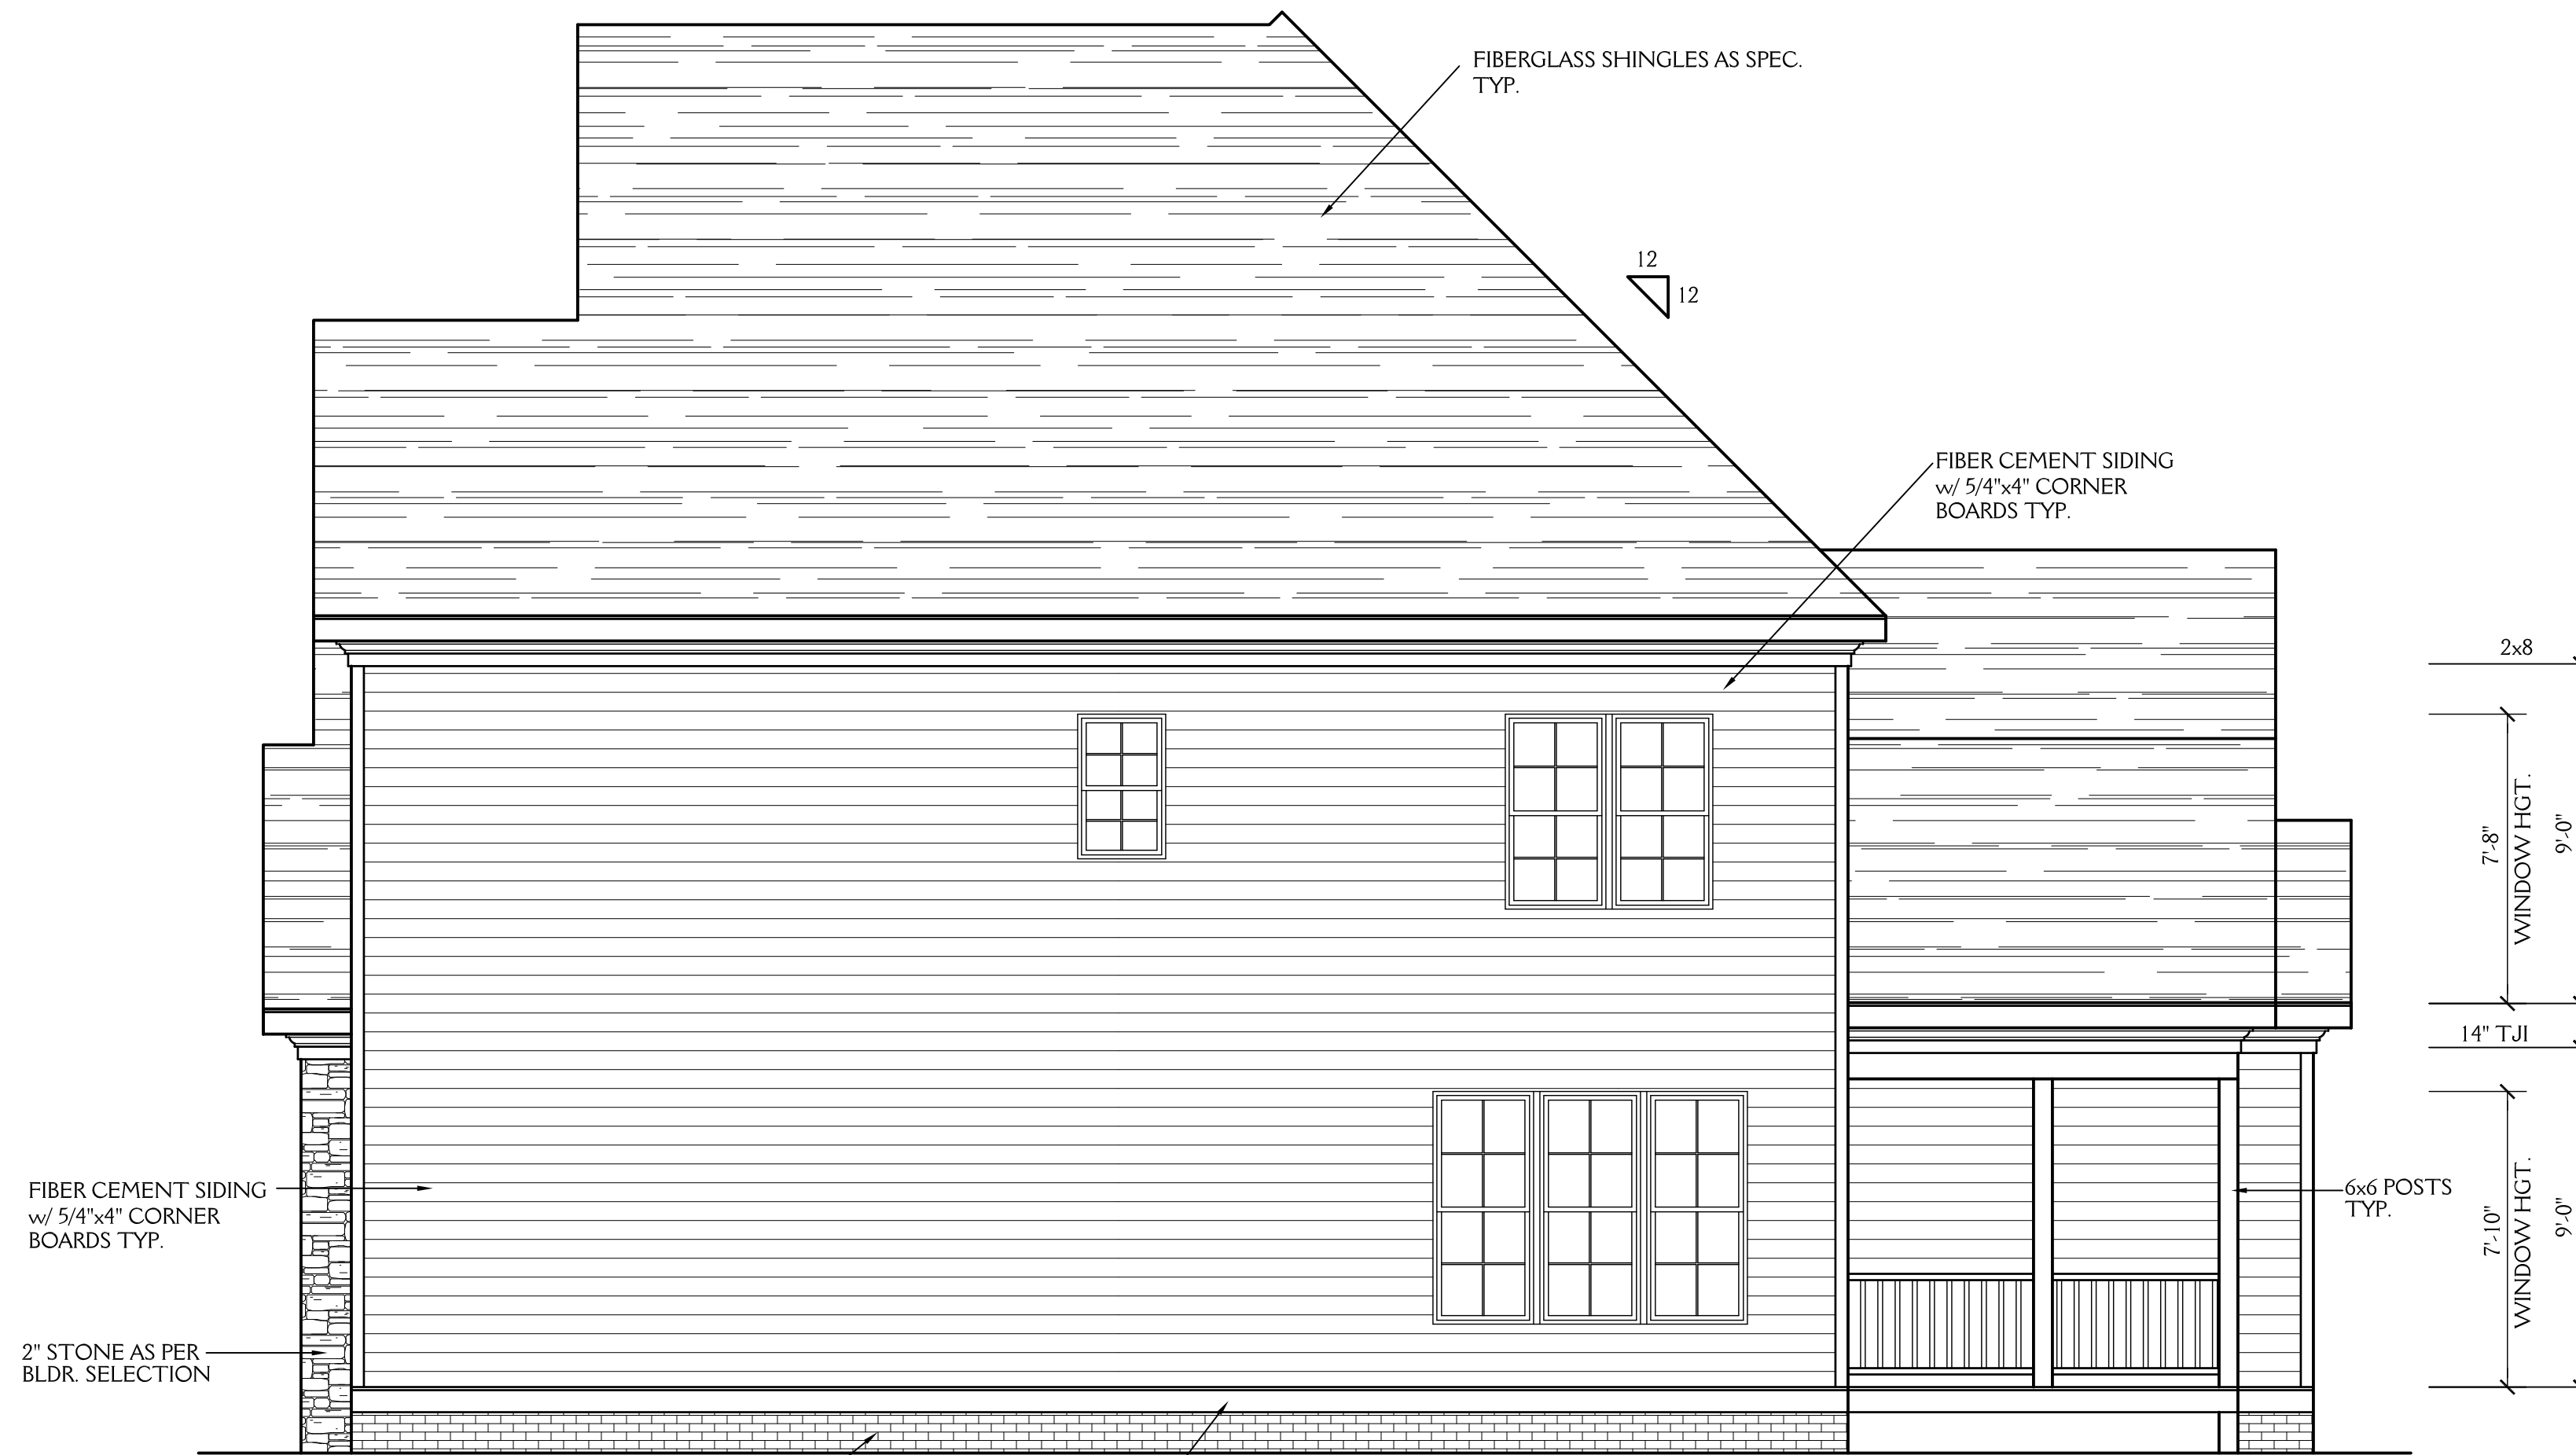 FIBERGLASS SHINGLES AS SPEC.
TYP.
12
12
FIBER CEMENT SIDING
w/ 5/4"x4" CORNER
BOARDS TYP.
2x8
7'-8"
WINDOW HGT.
9'-0"
14" TJI
FIBER CEMENT SIDING
w/ 5/4"x4" CORNER
BOARDS TYP.
6x6 POSTS
TYP.
7'-10"
WINDOW HGT.
9'-0"
2" STONE AS PER
BLDR. SELECTION